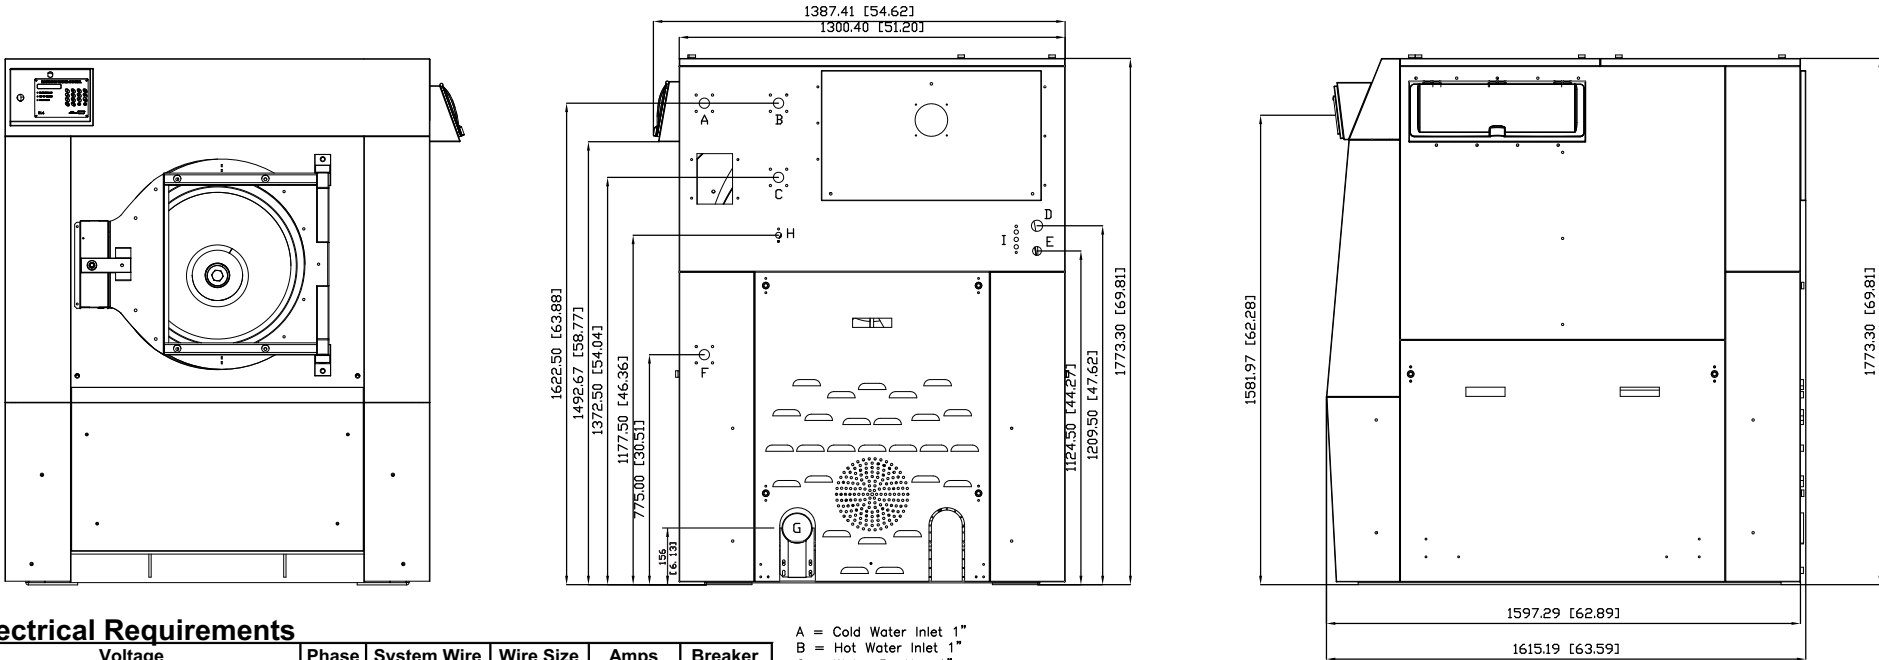 1387.41 [54.62]
1300.40 [51.20]
A
B
C
D
E
I
H
F
G
1622.50 [63.88]
1492.67 [58.77]
1372.50 [54.04]
1177.50 [46.36]
775.00 [30.51]
156
[6.13]
1124.50 [44.27]
1209.50 [47.62]
1773.30 [69.81]
1581.97 [62.28]
1773.30 [69.81]
1597.29 [62.89]
1615.19 [63.59]
ectrical Requirements
Voltage Phase System Wire Wire Size Amps Breaker
A = Cold Water Inlet 1"
B = Hot Water Inlet 1"